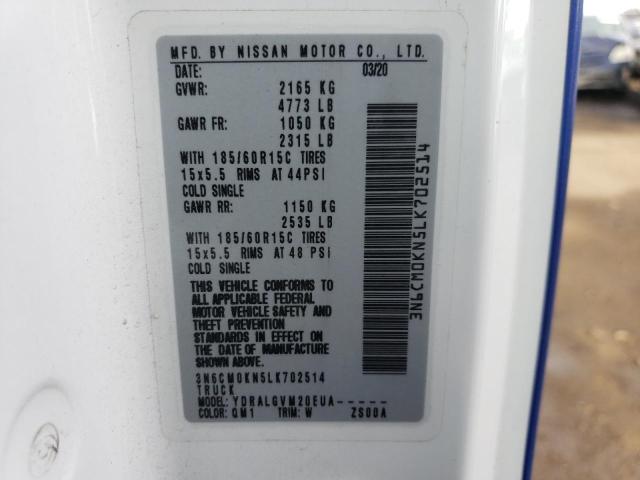 MFD. BY NISSAN MOTOR CO., LTD.
DATE: 03/20
GVWR: 2165 KG
4773 LB
GAWR FR: 1050 KG
2315 LB
WITH 185/60R15C TIRES
15x5.5 RIMS AT 44PSI
COLD SINGLE
GAWR RR: 1150 KG
2535 LB
WITH 185/60R15C TIRES
15x5.5 RIMS AT 48 PSI
COLD SINGLE
THIS VEHICLE CONFORMS TO
ALL APPLICABLE FEDERAL
MOTOR VEHICLE SAFETY AND
THEFT PREVENTION
STANDARDS IN EFFECT ON THE
DATE OF MANUFACTURE
SHOWN ABOVE.
3N6CM0KN5LK702514
TRUCK
MODEL: YDRALGVM20EUA-----
COLOR: QM1 TRIM: W ZS00A
3N6CM0KN5LK702514